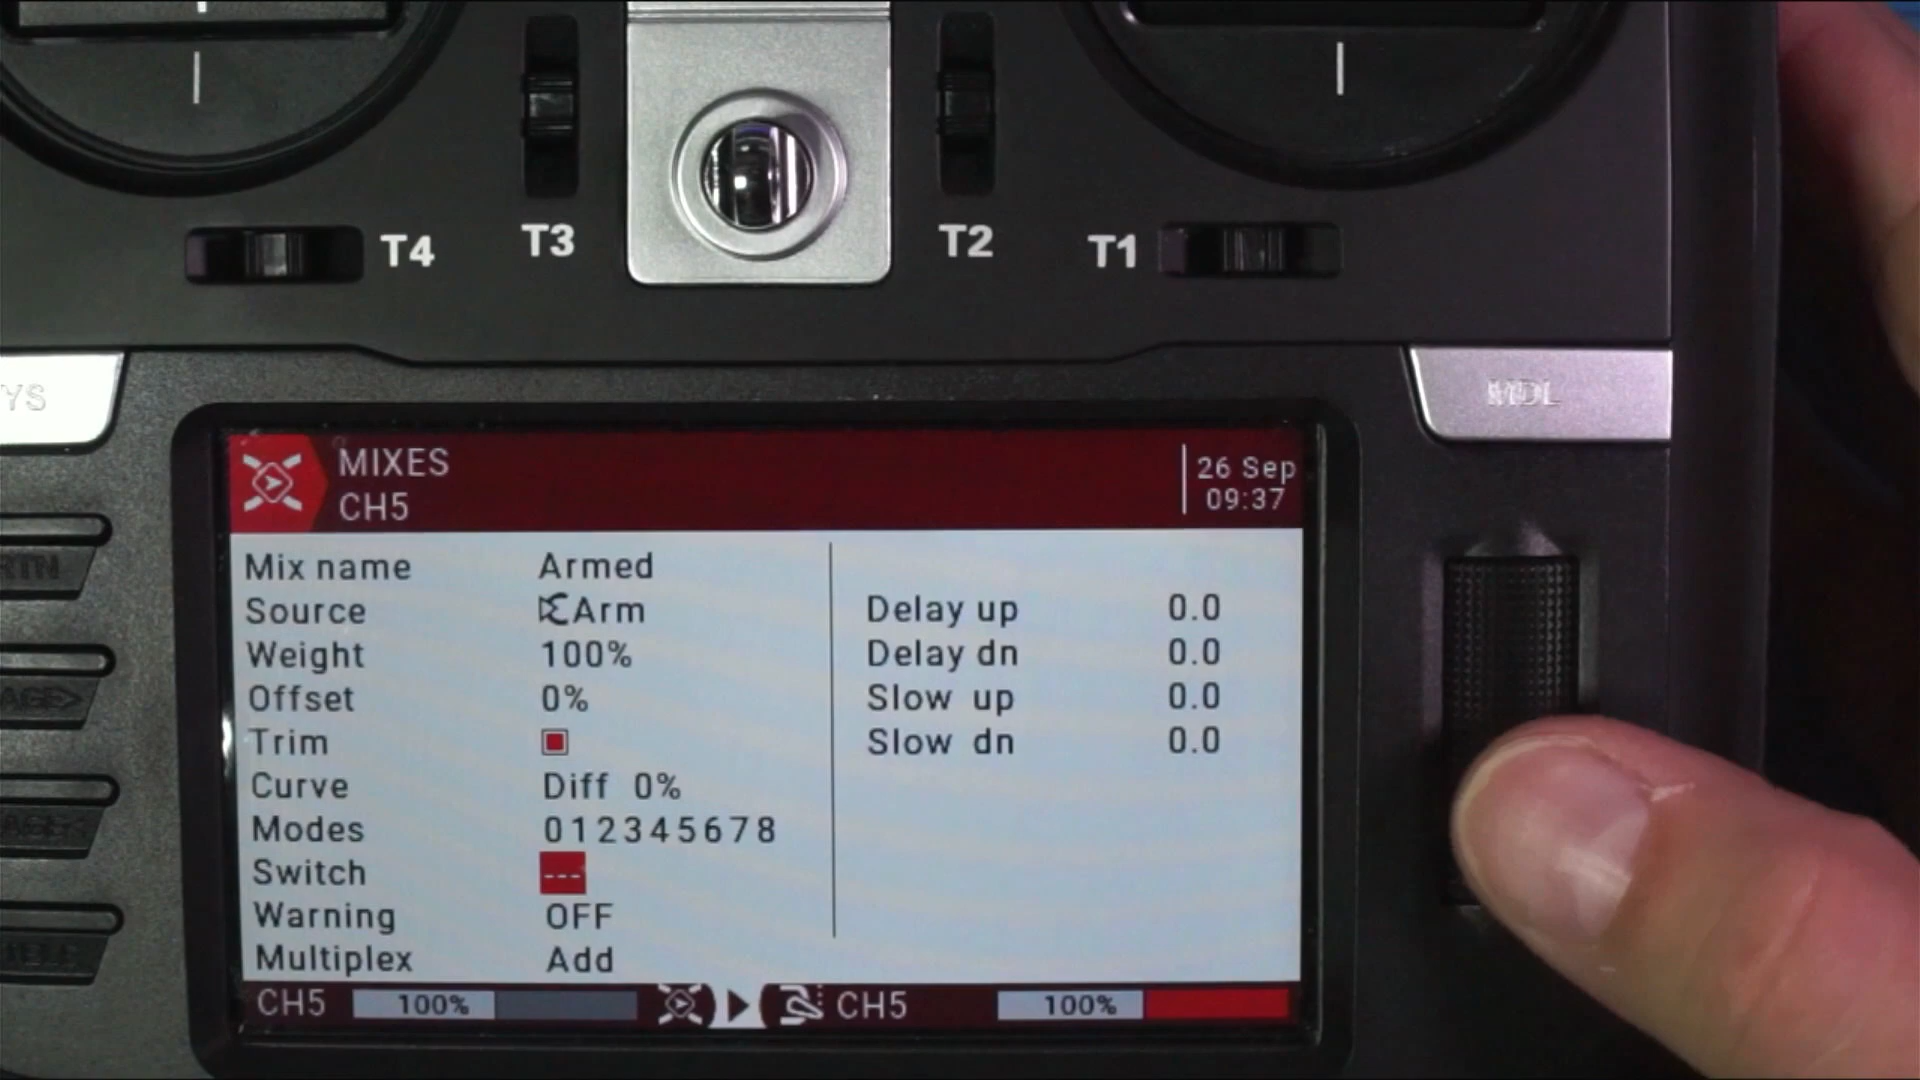 T4
T3
T2
T1
YS
MDL
RTN
MIXES
CH5
26 Sep
09:37
Mix name Armed
Source Arm
Weight 100%
Offset 0%
Trim
Curve Diff 0%
Modes 012345678
Switch ---
Warning OFF
Multiplex Add
Delay up 0.0
Delay dn 0.0
Slow up 0.0
Slow dn 0.0
CH5 100% CH5 100%